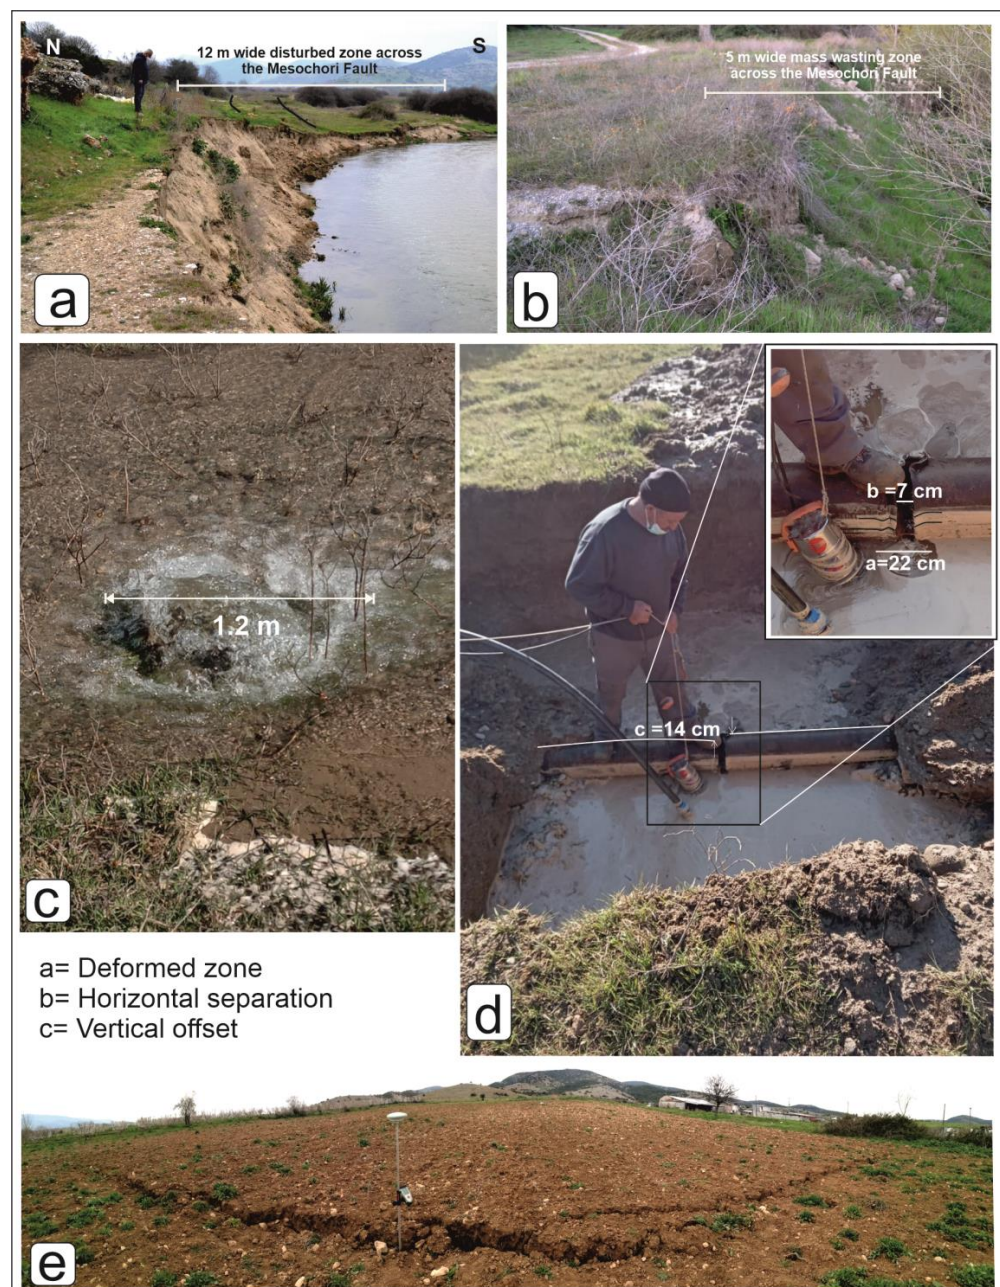 N
12 m wide disturbed zone across
the Mesochori Fault
S
a
5 m wide mass wasting zone
across the Mesochori Fault
b
1.2 m
c
b =7 cm
a=22 cm
c =14 cm
d
a= Deformed zone
b= Horizontal separation
c= Vertical offset
e